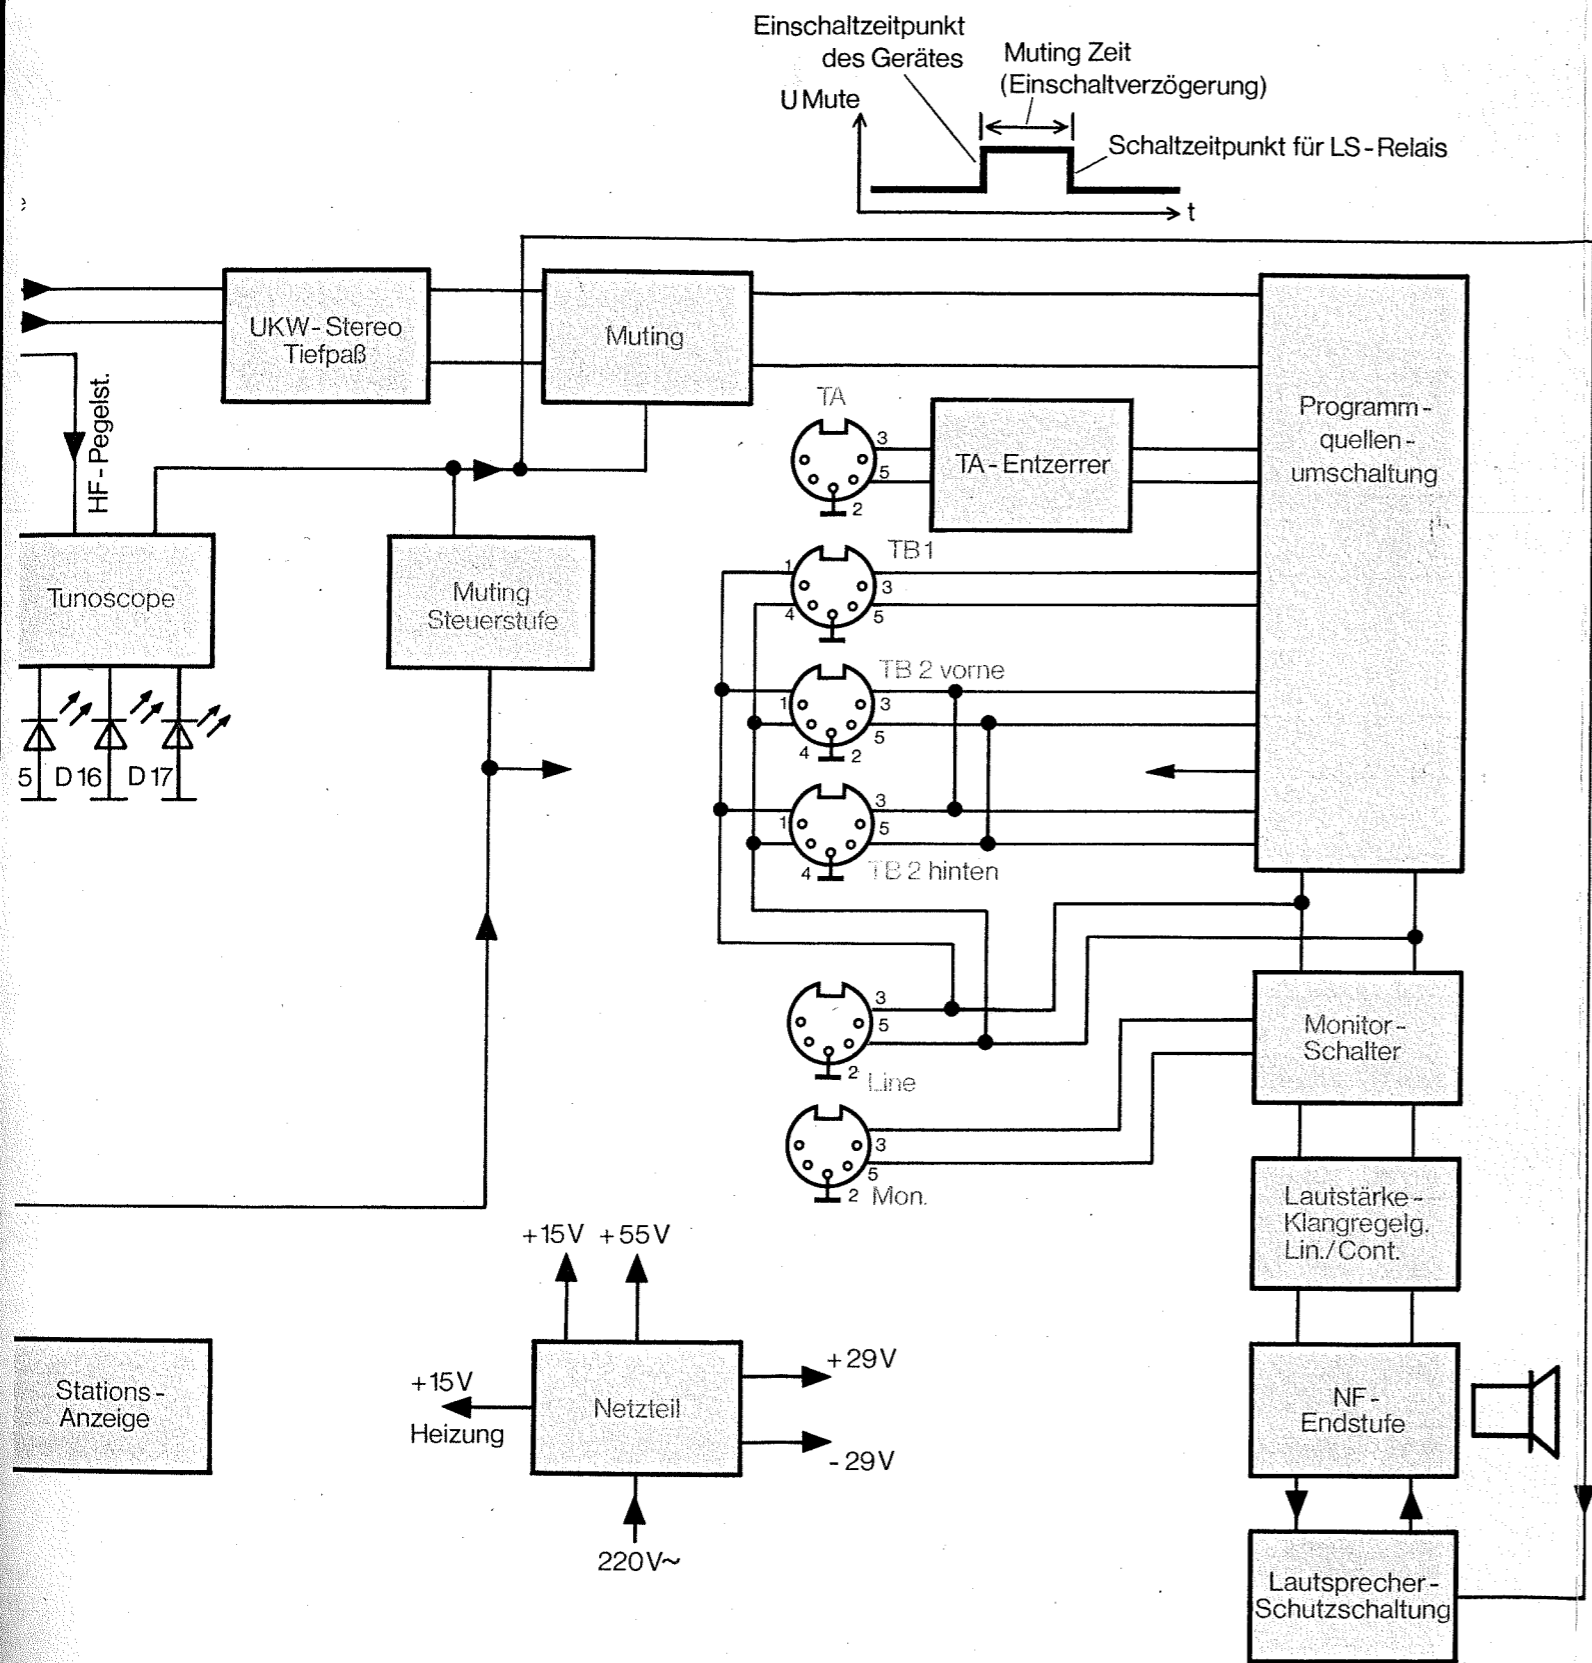 Einschaltzeitpunkt
des Gerätes
Muting Zeit
(Einschaltverzögerung)
U Mute
Schaltzeitpunkt für LS-Relais
t
UKW-Stereo
Tiefpaß
Muting
HF-Pegelst.
TA
3
5
2
TA-Entzerrer
Programm-
quellen-
umschaltung
Tunoscope
Muting
Steuerstufe
TB1
1
3
4
5
TB 2 vorne
1
3
5
4
2
5
D16
D17
3
1
5
4
TB 2 hinten
3
5
2
Line
Monitor-
Schalter
3
5
2
Mon.
Lautstärke-
Klangregelg.
Lin./Cont.
+15V
+55V
Stations-
Anzeige
+15V
Heizung
Netzteil
+29V
-29V
220V~
NF-
Endstufe
Lautsprecher-
Schutzschaltung